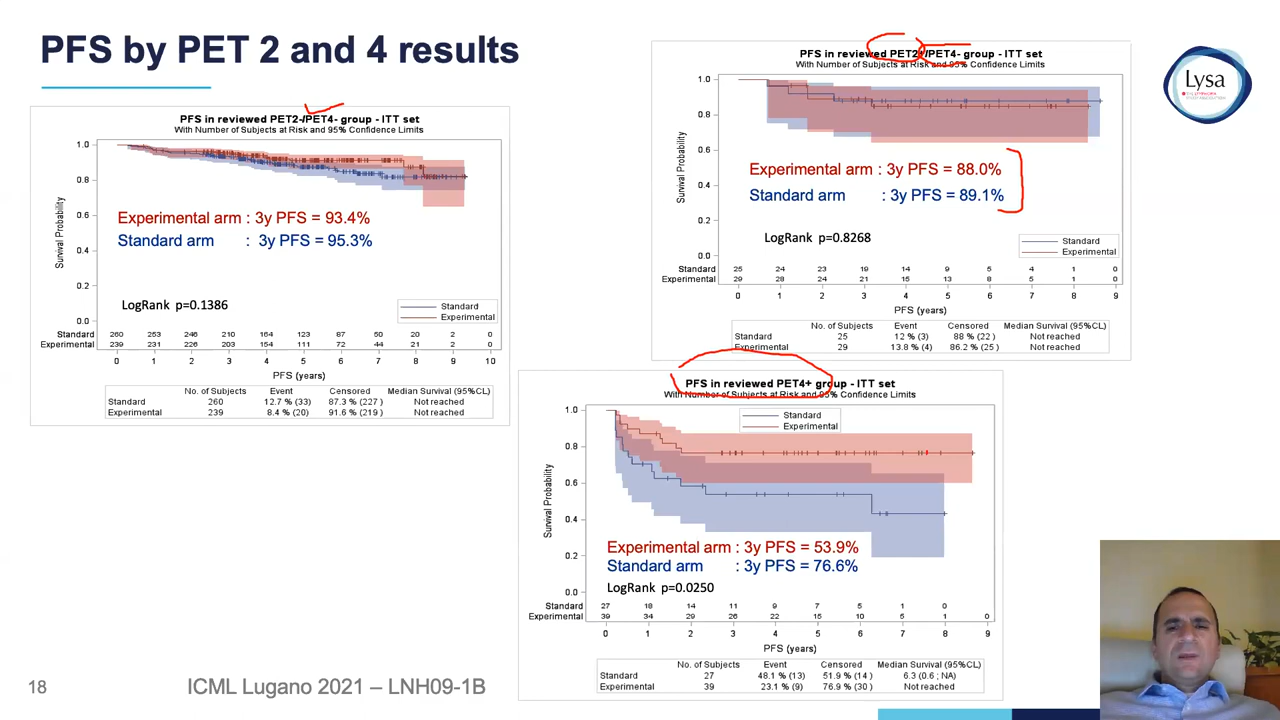 PFS by PET 2 and 4 results
PFS in reviewed PET2-/PET4- group - ITT set
With Number of Subjects at Risk and 95% Confidence Limits
Survival Probability
1.0
0.8
0.6
0.4
0.2
0.0
Experimental arm : 3y PFS = 93.4%
Standard arm : 3y PFS = 95.3%
LogRank p=0.1386
Standard
Experimental
Standard 260 253 246 210 164 123 87 50 20 2 0
Experimental 239 231 226 203 154 111 72 44 21 2 0
0 1 2 3 4 5 6 7 8 9 10
PFS (years)
No. of Subjects Event Censored Median Survival (95%CL)
Standard 260 12.7 % (33) 87.3 % (227 ) Not reached
Experimental 239 8.4 % (20) 91.6 % (219 ) Not reached
PFS in reviewed PET2+/PET4- group - ITT set
With Number of Subjects at Risk and 95% Confidence Limits
Survival Probability
1.0
0.8
0.6
0.4
0.2
0.0
Experimental arm : 3y PFS = 88.0%
Standard arm : 3y PFS = 89.1%
LogRank p=0.8268
Standard
Experimental
Standard 25 24 23 19 14 9 5 4 1 0
Experimental 29 28 24 21 15 13 8 5 1 0
0 1 2 3 4 5 6 7 8 9
PFS (years)
No. of Subjects Event Censored Median Survival (95%CL)
Standard 25 12 % (3) 88 % (22 ) Not reached
Experimental 29 13.8 % (4) 86.2 % (25 ) Not reached
Lysa
PFS in reviewed PET4+ group - ITT set
With Number of Subjects at Risk and 95% Confidence Limits
Survival Probability
1.0
0.8
0.6
0.4
0.2
0.0
Standard
Experimental
Experimental arm : 3y PFS = 53.9%
Standard arm : 3y PFS = 76.6%
LogRank p=0.0250
Standard 27 18 14 11 9 7 5 1 0
Experimental 39 34 29 26 22 15 10 5 1 0
0 1 2 3 4 5 6 7 8 9
PFS (years)
No. of Subjects Event Censored Median Survival (95%CL)
Standard 27 48.1 % (13) 51.9 % (14 ) 6.3 (0.6 ; NA)
Experimental 39 23.1 % (9) 76.9 % (30 ) Not reached
18
ICML Lugano 2021 – LNH09-1B